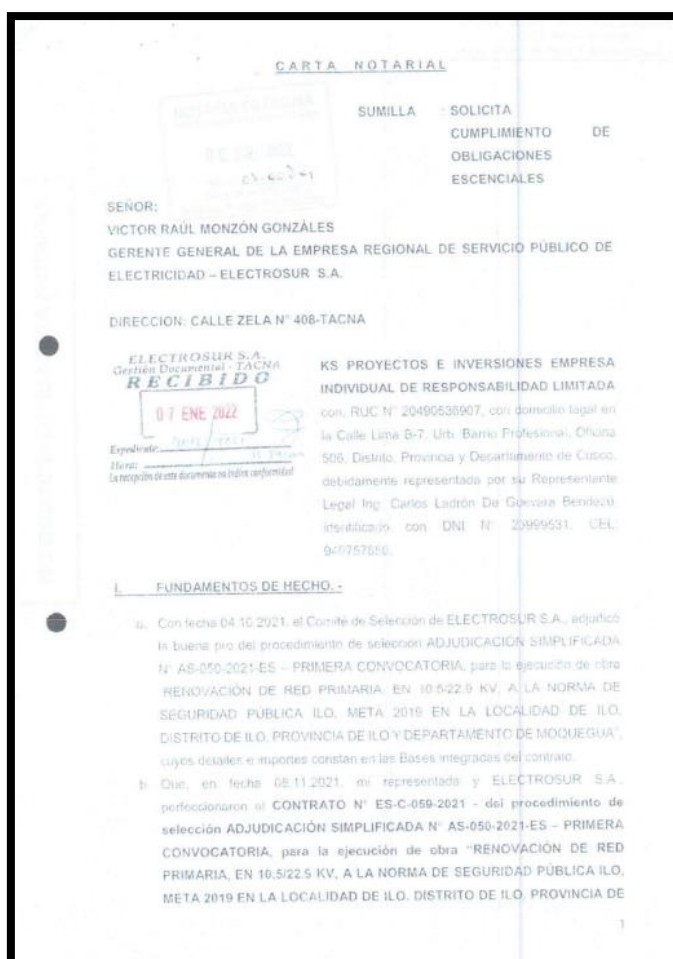 CARTA NOTARIAL
SUMILLA : SOLICITA
CUMPLIMIENTO DE
OBLIGACIONES
ESCENCIALES
SEÑOR:
VICTOR RAÚL MONZÓN GONZÁLES
GERENTE GENERAL DE LA EMPRESA REGIONAL DE SERVICIO PÚBLICO DE
ELECTRICIDAD – ELECTROSUR S.A.
DIRECCION: CALLE ZELA N° 408-TACNA
ELECTROSUR S.A.
Gestión Documental - TACNA
RECIBIDO
07 ENE 2022
Expediente:
Hora:
La recepción de este documento no indica conformidad
KS PROYECTOS E INVERSIONES EMPRESA
INDIVIDUAL DE RESPONSABILIDAD LIMITADA
con, RUC N° 20490536907, con domicilio legal en
la Calle Lima B-7, Urb. Barrio Profesional, Oficina
506, Distrito, Provincia y Departamento de Cusco,
debidamente representada por su Representante
Legal Ing. Carlos Ladrón De Guevara Bendezú,
identificado con DNI N° CEL:
I. FUNDAMENTOS DE HECHO. -
a. Con fecha 04.10.2021, el Comité de Selección de ELECTROSUR S.A., adjudicó
la buena pro del procedimiento de selección ADJUDICACIÓN SIMPLIFICADA
N° AS-050-2021-ES – PRIMERA CONVOCATORIA, para la ejecución de obra
"RENOVACIÓN DE RED PRIMARIA, EN 10.5/22.9 KV, A LA NORMA DE
SEGURIDAD PÚBLICA ILO, META 2019 EN LA LOCALIDAD DE ILO,
DISTRITO DE ILO, PROVINCIA DE ILO Y DEPARTAMENTO DE MOQUEGUA",
cuyos detalles e importes constan en las Bases integradas del contrato.
b. Que, en fecha 08.11.2021, mi representada y ELECTROSUR S.A.,
perfeccionaron el CONTRATO N° ES-C-059-2021 - del procedimiento de
selección ADJUDICACIÓN SIMPLIFICADA N° AS-050-2021-ES – PRIMERA
CONVOCATORIA, para la ejecución de obra "RENOVACIÓN DE RED
PRIMARIA, EN 10.5/22.9 KV, A LA NORMA DE SEGURIDAD PÚBLICA ILO,
META 2019 EN LA LOCALIDAD DE ILO, DISTRITO DE ILO, PROVINCIA DE
1